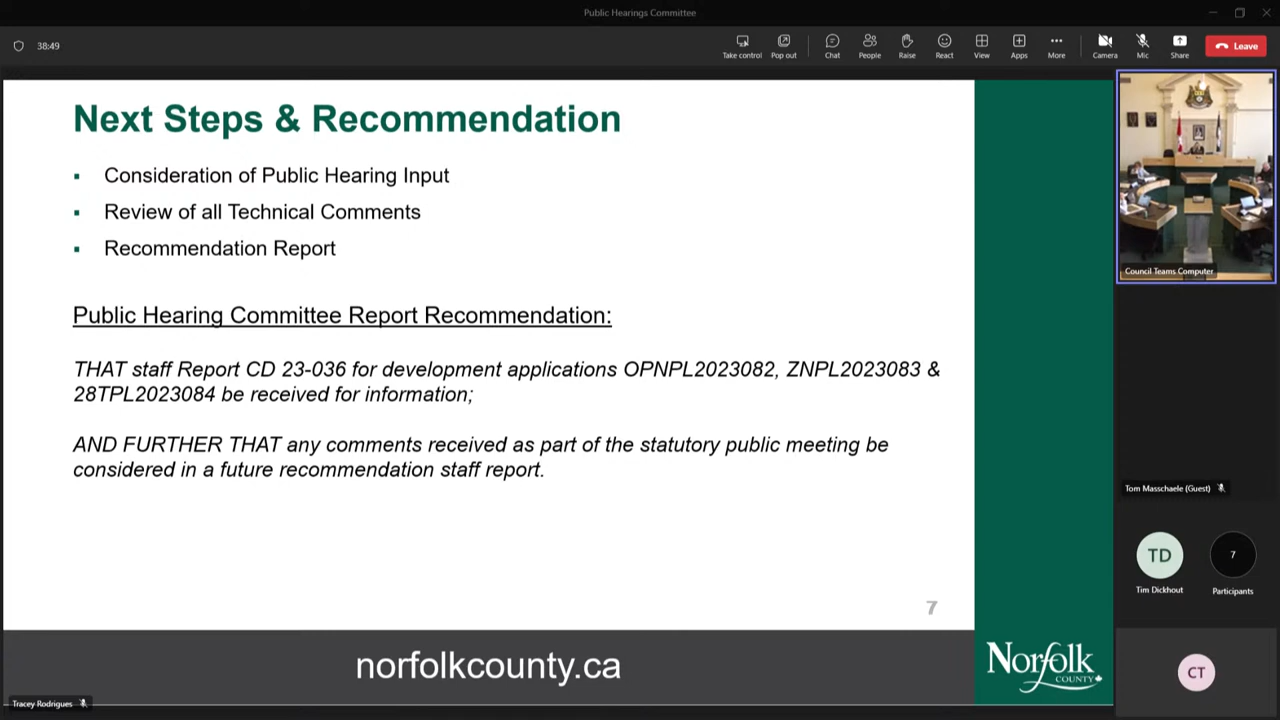 Public Hearings Committee
38:49
Take control
Pop out
Chat
People
Raise
React
View
Apps
More
Camera
Mic
Share
Leave
Next Steps & Recommendation
Consideration of Public Hearing Input
Review of all Technical Comments
Recommendation Report
Public Hearing Committee Report Recommendation:
THAT staff Report CD 23-036 for development applications OPNPL2023082, ZNPL2023083 &
28TPL2023084 be received for information;
AND FURTHER THAT any comments received as part of the statutory public meeting be
considered in a future recommendation staff report.
7
norfolkcounty.ca
Norfolk
COUNTY
Tracey Rodrigues
Council Teams Computer
Tom Masschaele (Guest)
TD
Tim Dickhout
7
Participants
CT